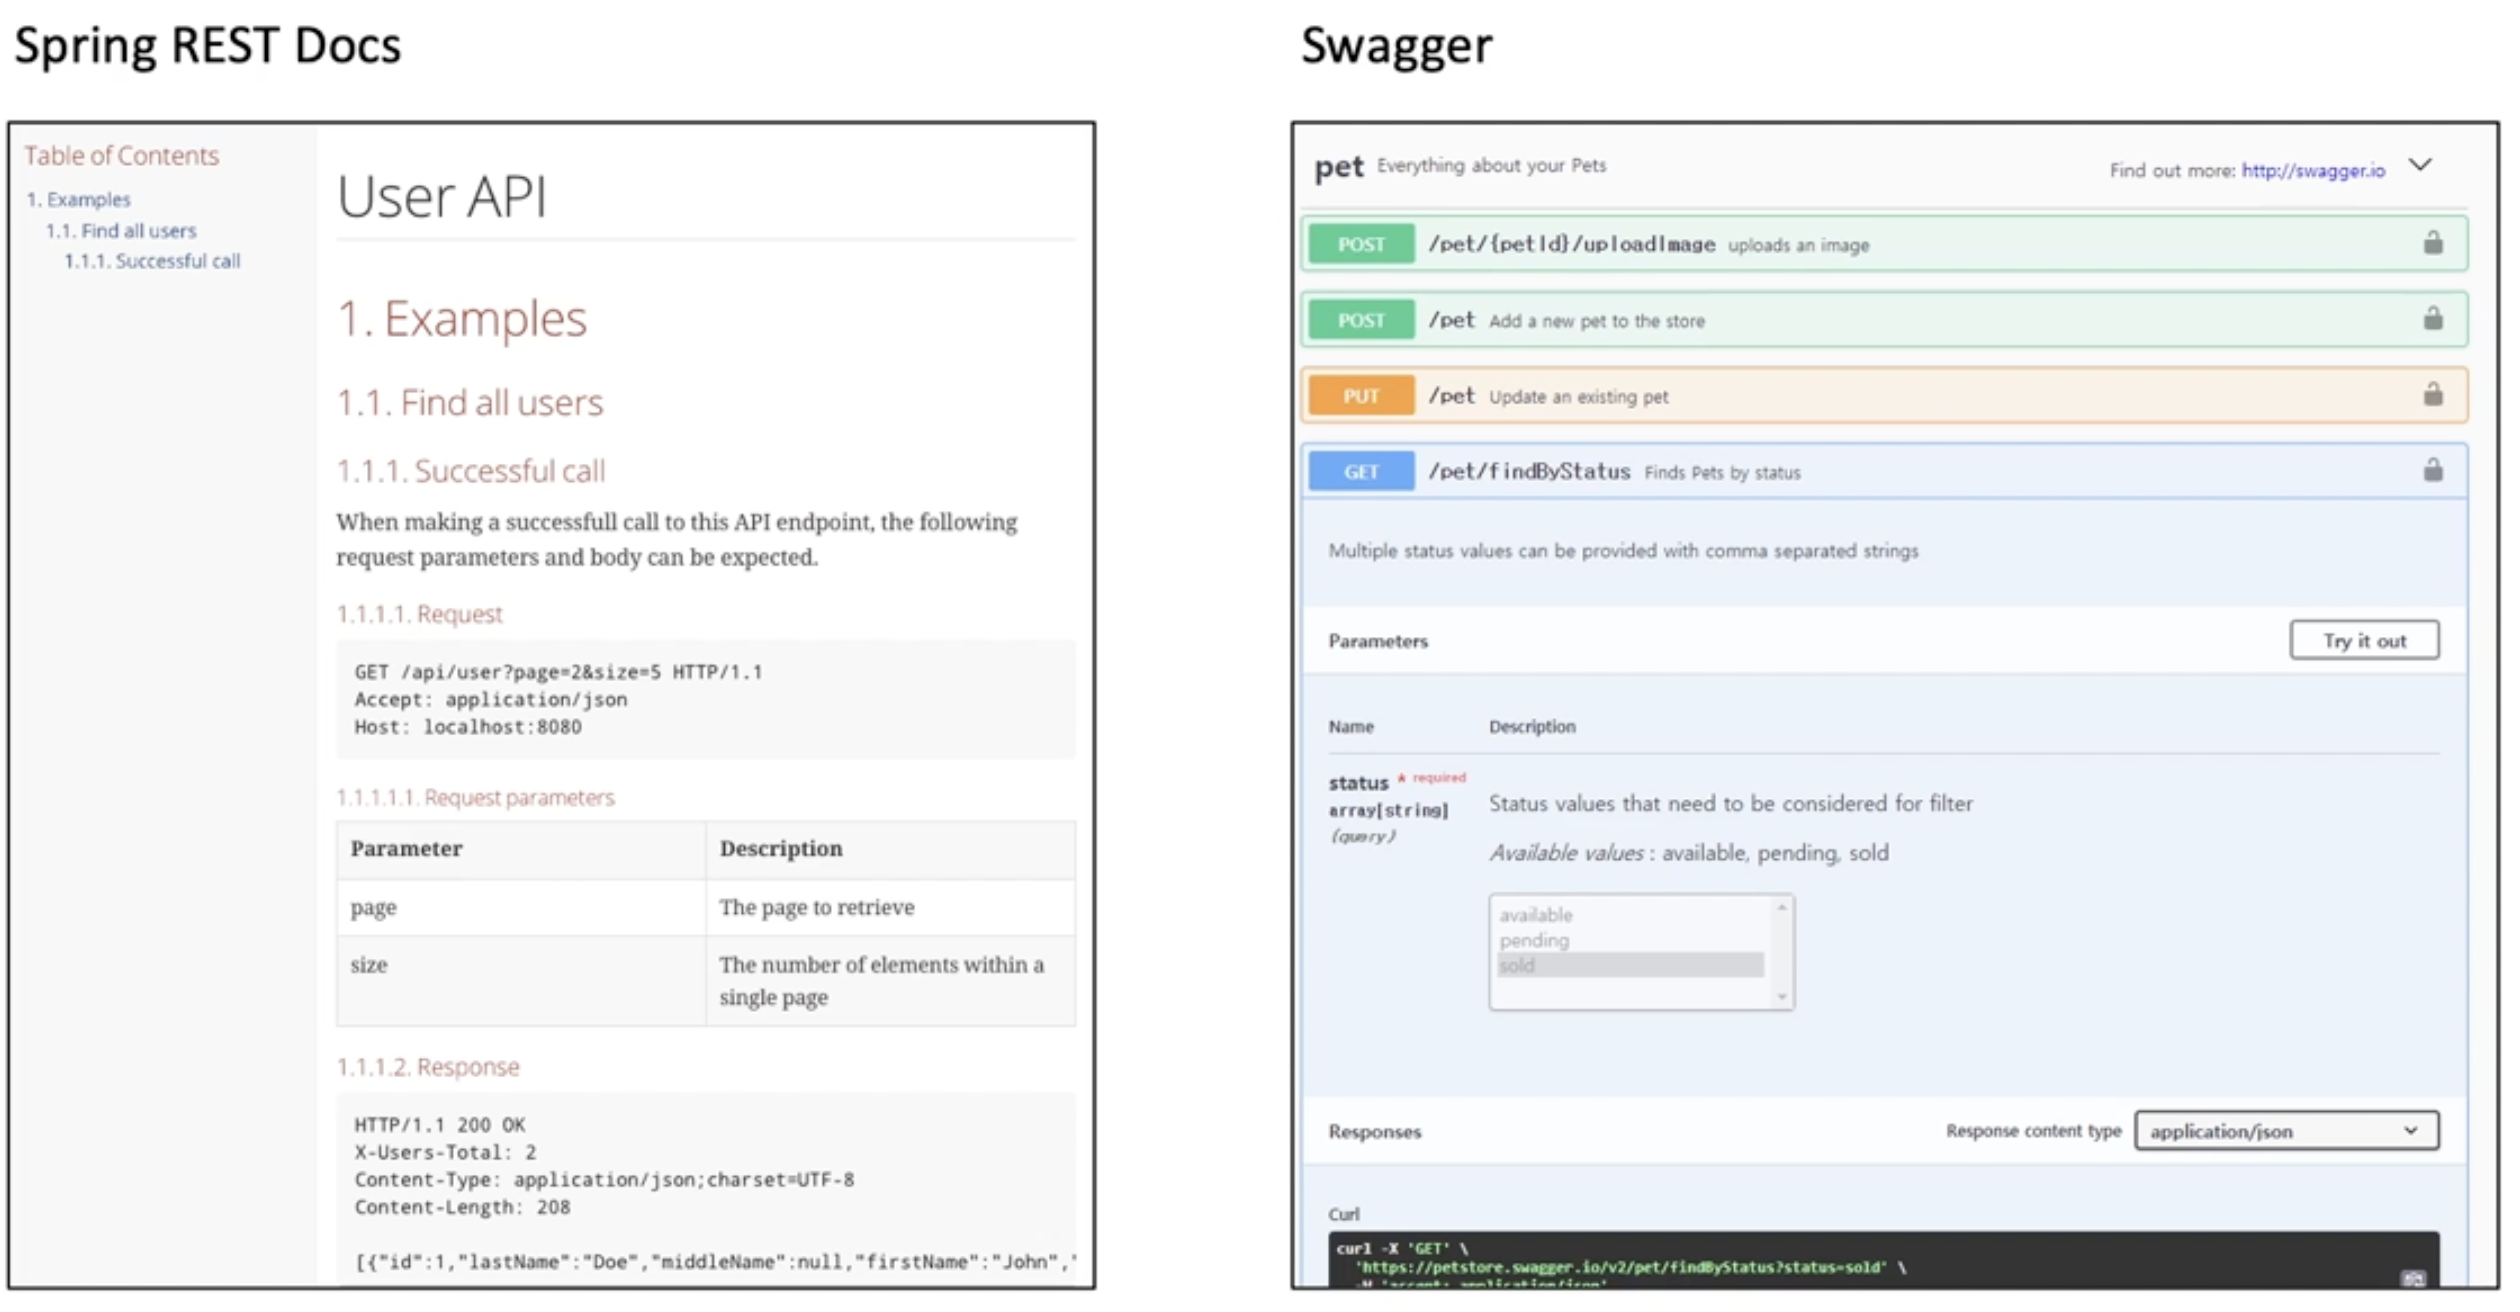 Spring REST Docs
Table of Contents
1. Examples
1.1. Find all users
1.1.1. Successful call
User API
1. Examples
1.1. Find all users
1.1.1. Successful call
When making a successfull call to this API endpoint, the following
request parameters and body can be expected.
1.1.1.1. Request
GET /api/user?page=2&size=5 HTTP/1.1
Accept: application/json
Host: localhost:8080
1.1.1.1.1. Request parameters
Parameter Description
page The page to retrieve
size The number of elements within a
single page
1.1.1.2. Response
HTTP/1.1 200 OK
X-Users-Total: 2
Content-Type: application/json;charset=UTF-8
Content-Length: 208
[{"id":1,"lastName":"Doe","middleName":null,"firstName":"John","
Swagger
pet Everything about your Pets Find out more: http://swagger.io
POST /pet/{petId}/uploadImage uploads an image
POST /pet Add a new pet to the store
PUT /pet Update an existing pet
GET /pet/findByStatus Finds Pets by status
Multiple status values can be provided with comma separated strings
Parameters Try it out
Name Description
status * required
array[string]
(query)
Status values that need to be considered for filter
Available values : available, pending, sold
available
pending
sold
Responses Response content type application/json
Curl
curl -X 'GET' \
'https://petstore.swagger.io/v2/pet/findByStatus?status=sold' \
-H 'accept: application/json'